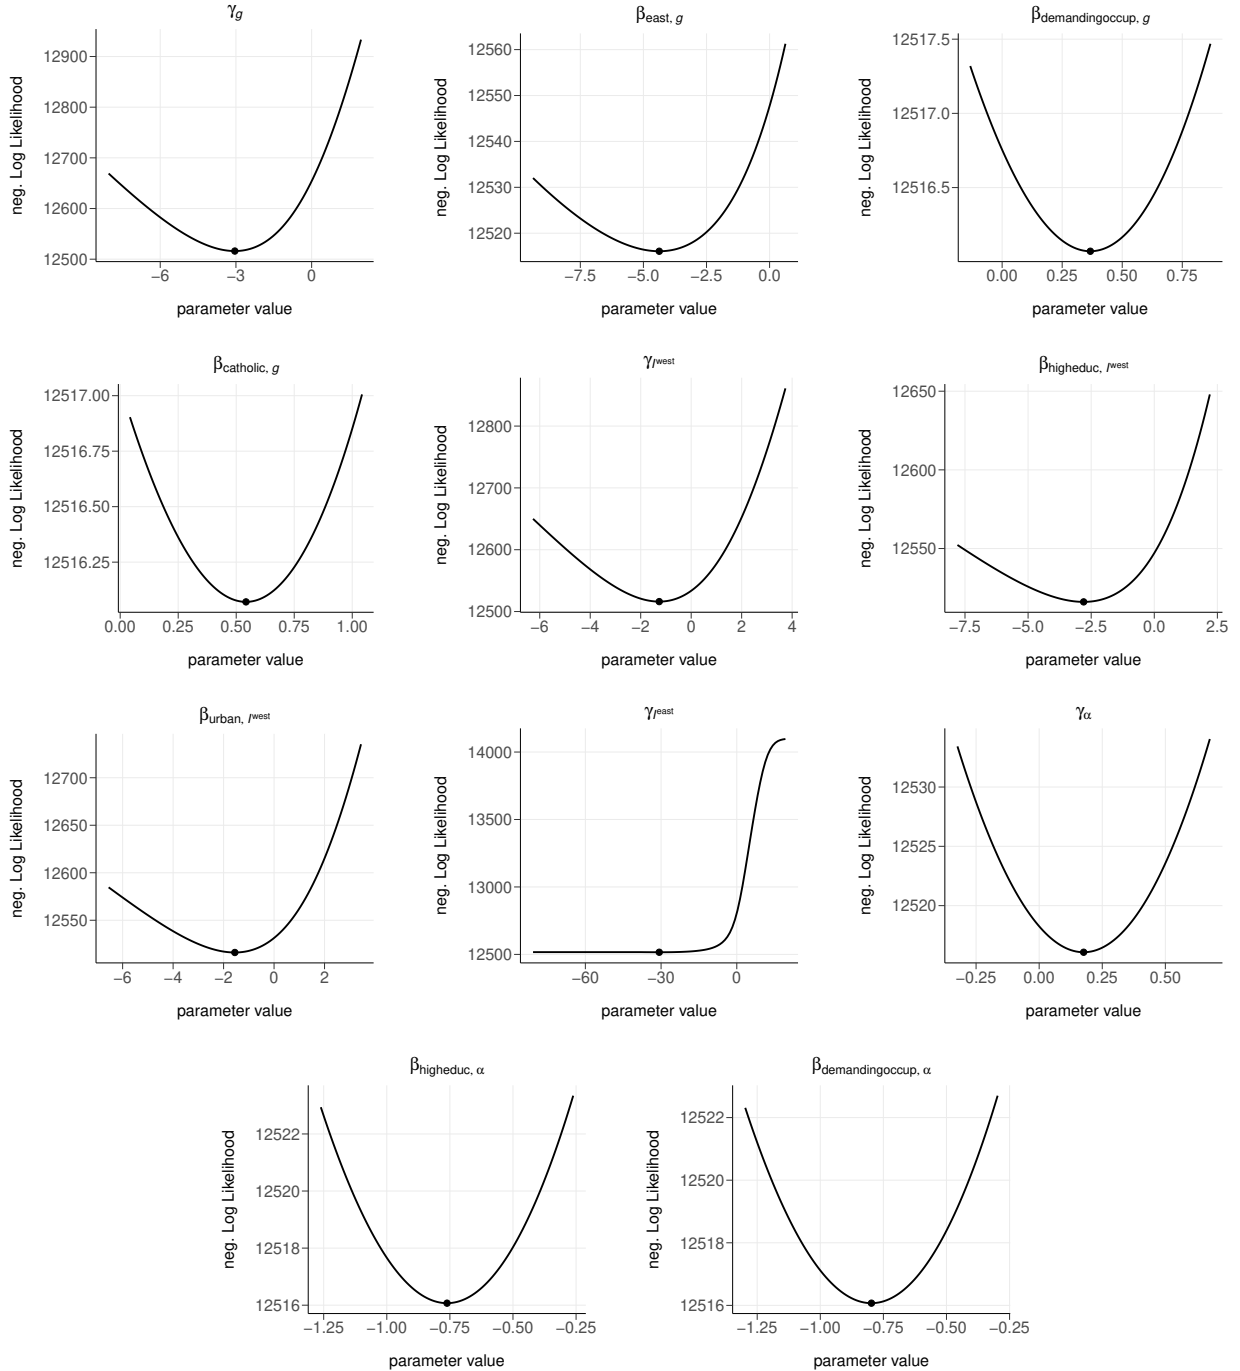 γg
neg. Log Likelihood
12900
12800
12700
12600
12500
−6 −3 0
parameter value
βeast, g
neg. Log Likelihood
12560
12550
12540
12530
12520
−7.5 −5.0 −2.5 0.0
parameter value
βdemandingoccup, g
neg. Log Likelihood
12517.5
12517.0
12516.5
0.00 0.25 0.50 0.75
parameter value
βcatholic, g
neg. Log Likelihood
12517.00
12516.75
12516.50
12516.25
0.00 0.25 0.50 0.75 1.00
parameter value
γlwest
neg. Log Likelihood
12800
12700
12600
12500
−6 −4 −2 0 2 4
parameter value
βhigheduc, lwest
neg. Log Likelihood
12650
12600
12550
−7.5 −5.0 −2.5 0.0 2.5
parameter value
βurban, lwest
neg. Log Likelihood
12700
12650
12600
12550
−6 −4 −2 0 2
parameter value
γleast
neg. Log Likelihood
14000
13500
13000
12500
−60 −30 0
parameter value
γα
neg. Log Likelihood
12530
12525
12520
−0.25 0.00 0.25 0.50
parameter value
βhigheduc, α
neg. Log Likelihood
12522
12520
12518
12516
−1.25 −1.00 −0.75 −0.50 −0.25
parameter value
βdemandingoccup, α
neg. Log Likelihood
12522
12520
12518
12516
−1.25 −1.00 −0.75 −0.50 −0.25
parameter value